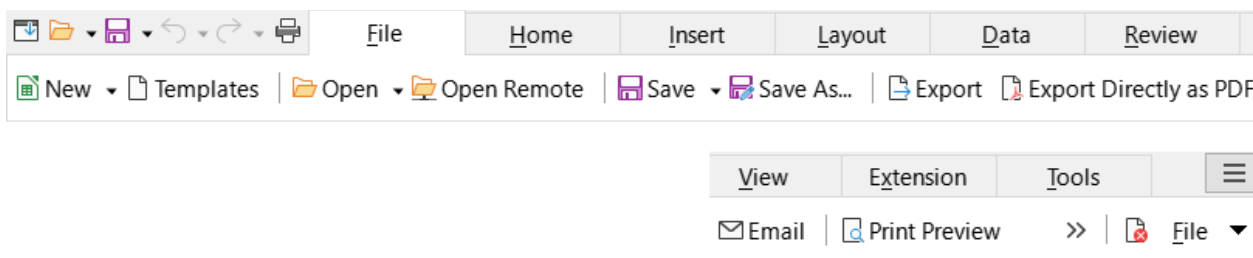 File Home Insert Layout Data Review
New Templates Open Open Remote Save Save As... Export Export Directly as PDF
View Extension Tools
Email Print Preview File